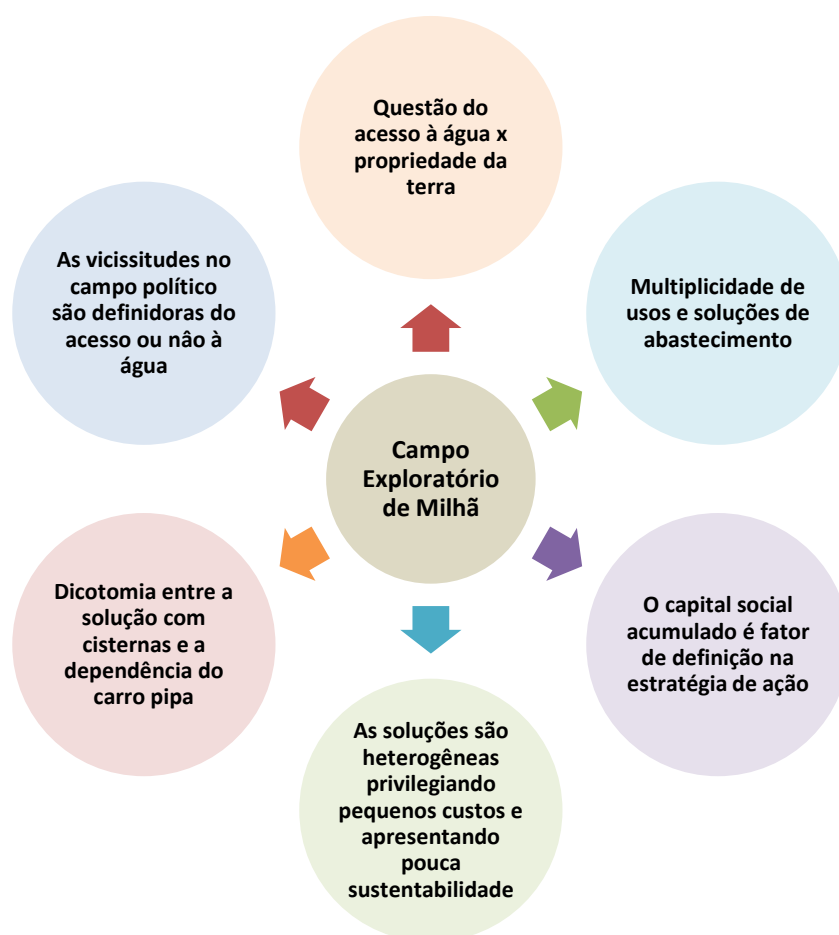 Questão do
acesso à água x
propriedade da
terra
As vicissitudes no
campo político
são definidoras do
acesso ou nâo à
água
Multiplicidade de
usos e soluções de
abastecimento
Campo
Exploratório
de Milhã
Dicotomia entre a
solução com
cisternas e a
dependência do
carro pipa
O capital social
acumulado é fator
de definição na
estratégia de ação
As soluções são
heterogêneas
privilegiando
pequenos custos e
apresentando
pouca
sustentabilidade